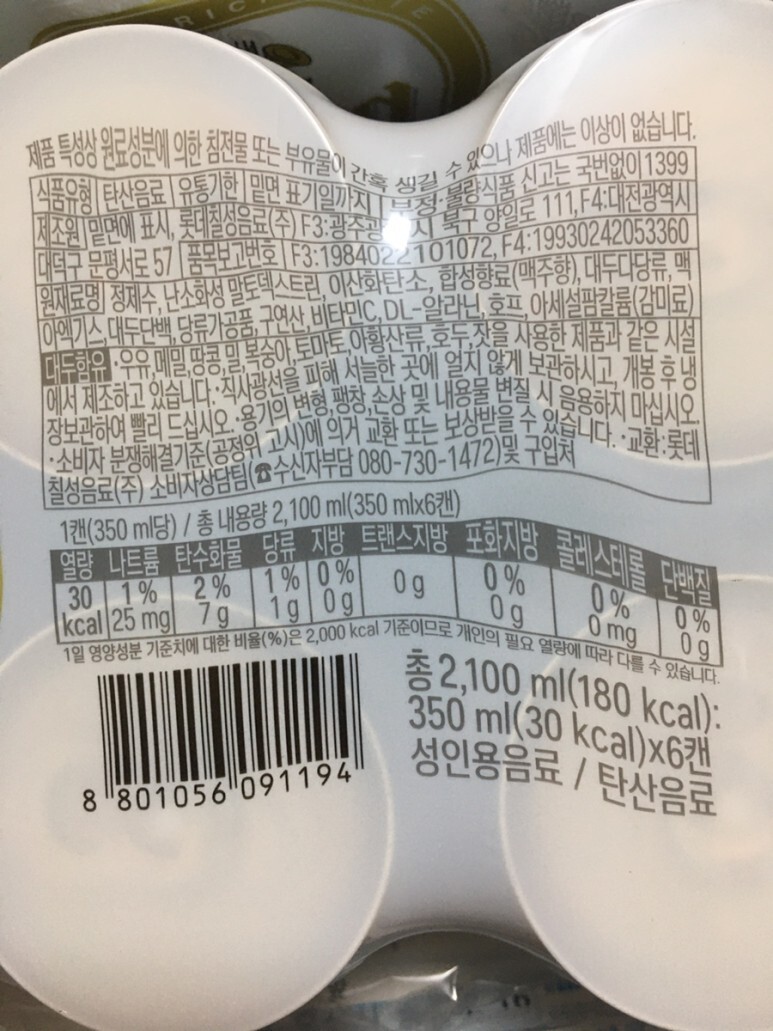 RICH
제품 특성상 원료성분에 의한 침전물 또는 부유물이 간혹 생길 수 있으나 제품에는 이상이 없습니다.
식품유형 탄산음료 유통기한 밑면 표기일까지 부정·불량식품 신고는 국번없이 1399
제조원 밑면에 표시, 롯데칠성음료(주) F3:광주광 시 북구 양일로 111, F4:대전광역시
대덕구 문평서로 57 품목보고번호 F3:1984022101072, F4:19930242053360
원재료명 정제수, 난소화성 말토덱스트린, 이산화탄소, 합성향료(맥주향), 대두다당류, 맥
아엑기스, 대두단백, 당류가공품, 구연산, 비타민C, DL-알라닌, 호프, 아세설팜칼륨(감미료)
대두함유 ·우유,메밀,땅콩,밀,복숭아,토마토,아황산류,호두,잣을 사용한 제품과 같은 시설
에서 제조하고 있습니다.·직사광선을 피해 서늘한 곳에 얼지 않게 보관하시고, 개봉 후 냉
장보관하여 빨리 드십시오. 용기의 변형, 팽창, 손상 및 내용물 변질 시 음용하지 마십시오.
·소비자 분쟁해결기준(공정위 고시)에 의거 교환 또는 보상받을 수 있습니다. ·교환:롯데
칠성음료(주) 소비자상담팀(☎수신자부담 080-730-1472)및 구입처
1캔(350 ml당) / 총 내용량 2,100 ml(350 mlx6캔)
열량 나트륨 탄수화물 당류 지방 트랜스지방 포화지방 콜레스테롤 단백질
30 1% 2% 1% 0% 0 g 0% 0% 0%
kcal 25 mg 7 g 1 g 0 g 0 g 0 mg 0 g
1일 영양성분 기준치에 대한 비율(%)은 2,000 kcal 기준이므로 개인의 필요 열량에 따라 다를 수 있습니다.
총 2,100 ml(180 kcal):
350 ml(30 kcal)x6캔
성인용음료 / 탄산음료
8 801056 091194